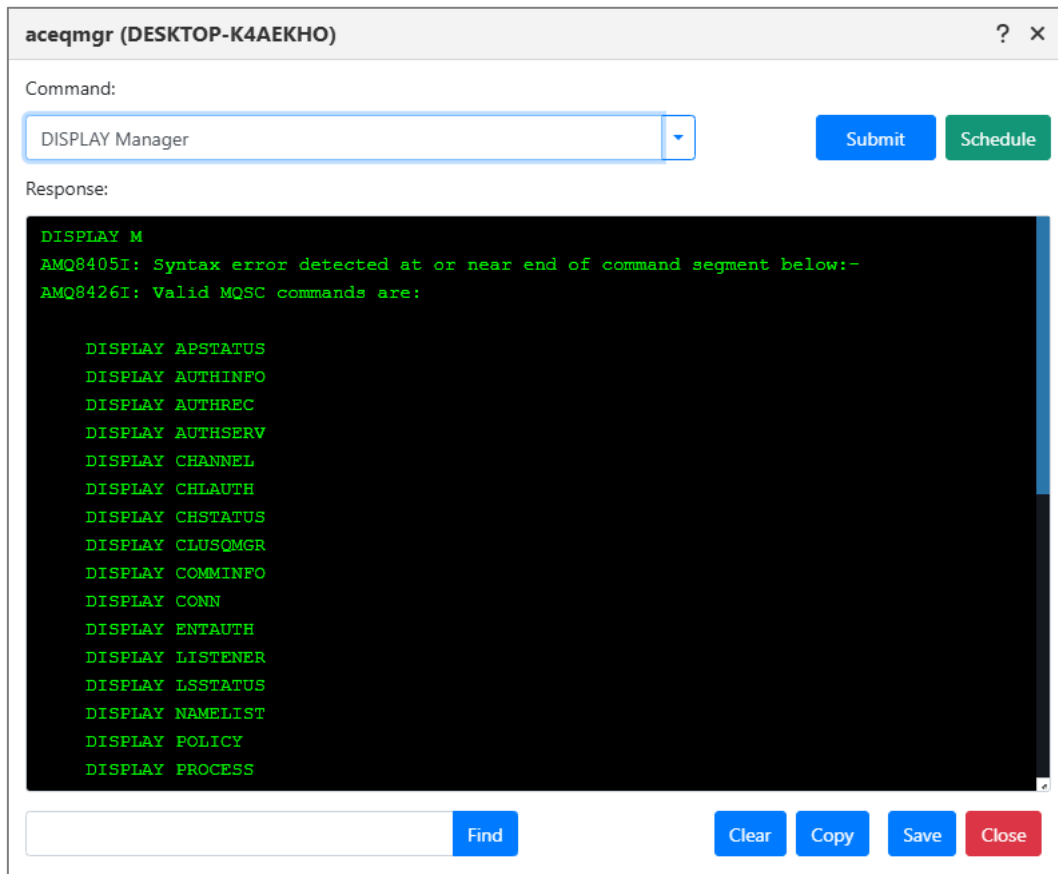 aceqmgr (DESKTOP-K4AEKHO) ? ×
Command:
DISPLAY Manager Submit Schedule
Response:
DISPLAY M
AMQ8405I: Syntax error detected at or near end of command segment below:-
AMQ8426I: Valid MQSC commands are:
DISPLAY APSTATUS
DISPLAY AUTHINFO
DISPLAY AUTHREC
DISPLAY AUTHSERV
DISPLAY CHANNEL
DISPLAY CHLAUTH
DISPLAY CHSTATUS
DISPLAY CLUSQMGR
DISPLAY COMMINFO
DISPLAY CONN
DISPLAY ENTAUTH
DISPLAY LISTENER
DISPLAY LSSTATUS
DISPLAY NAMELIST
DISPLAY POLICY
DISPLAY PROCESS
Find Clear Copy Save Close